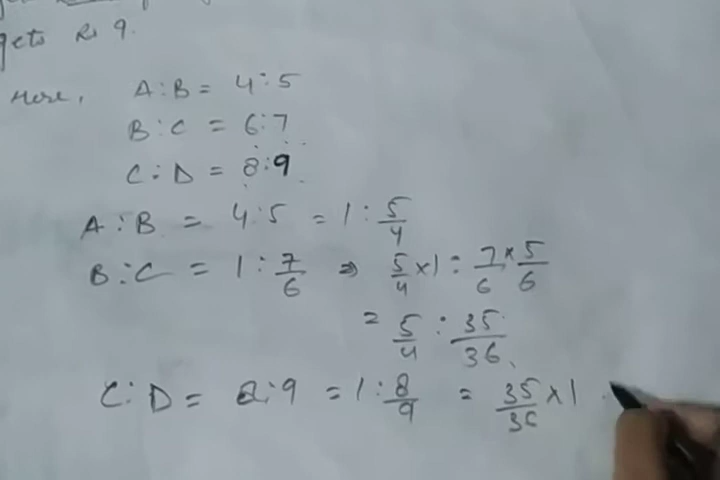 gets Rs 9.
Here, A:B = 4:5
B:C = 6:7
C:D = 8:9
A:B = 4:5 = 1 : 5/4
B:C = 1 : 7/6 ⇒ 5/4 × 1 : 7/6 × 5/6
= 5/4 : 35/36
C:D = 8:9 = 1 : 8/9 = 35/36 × 1